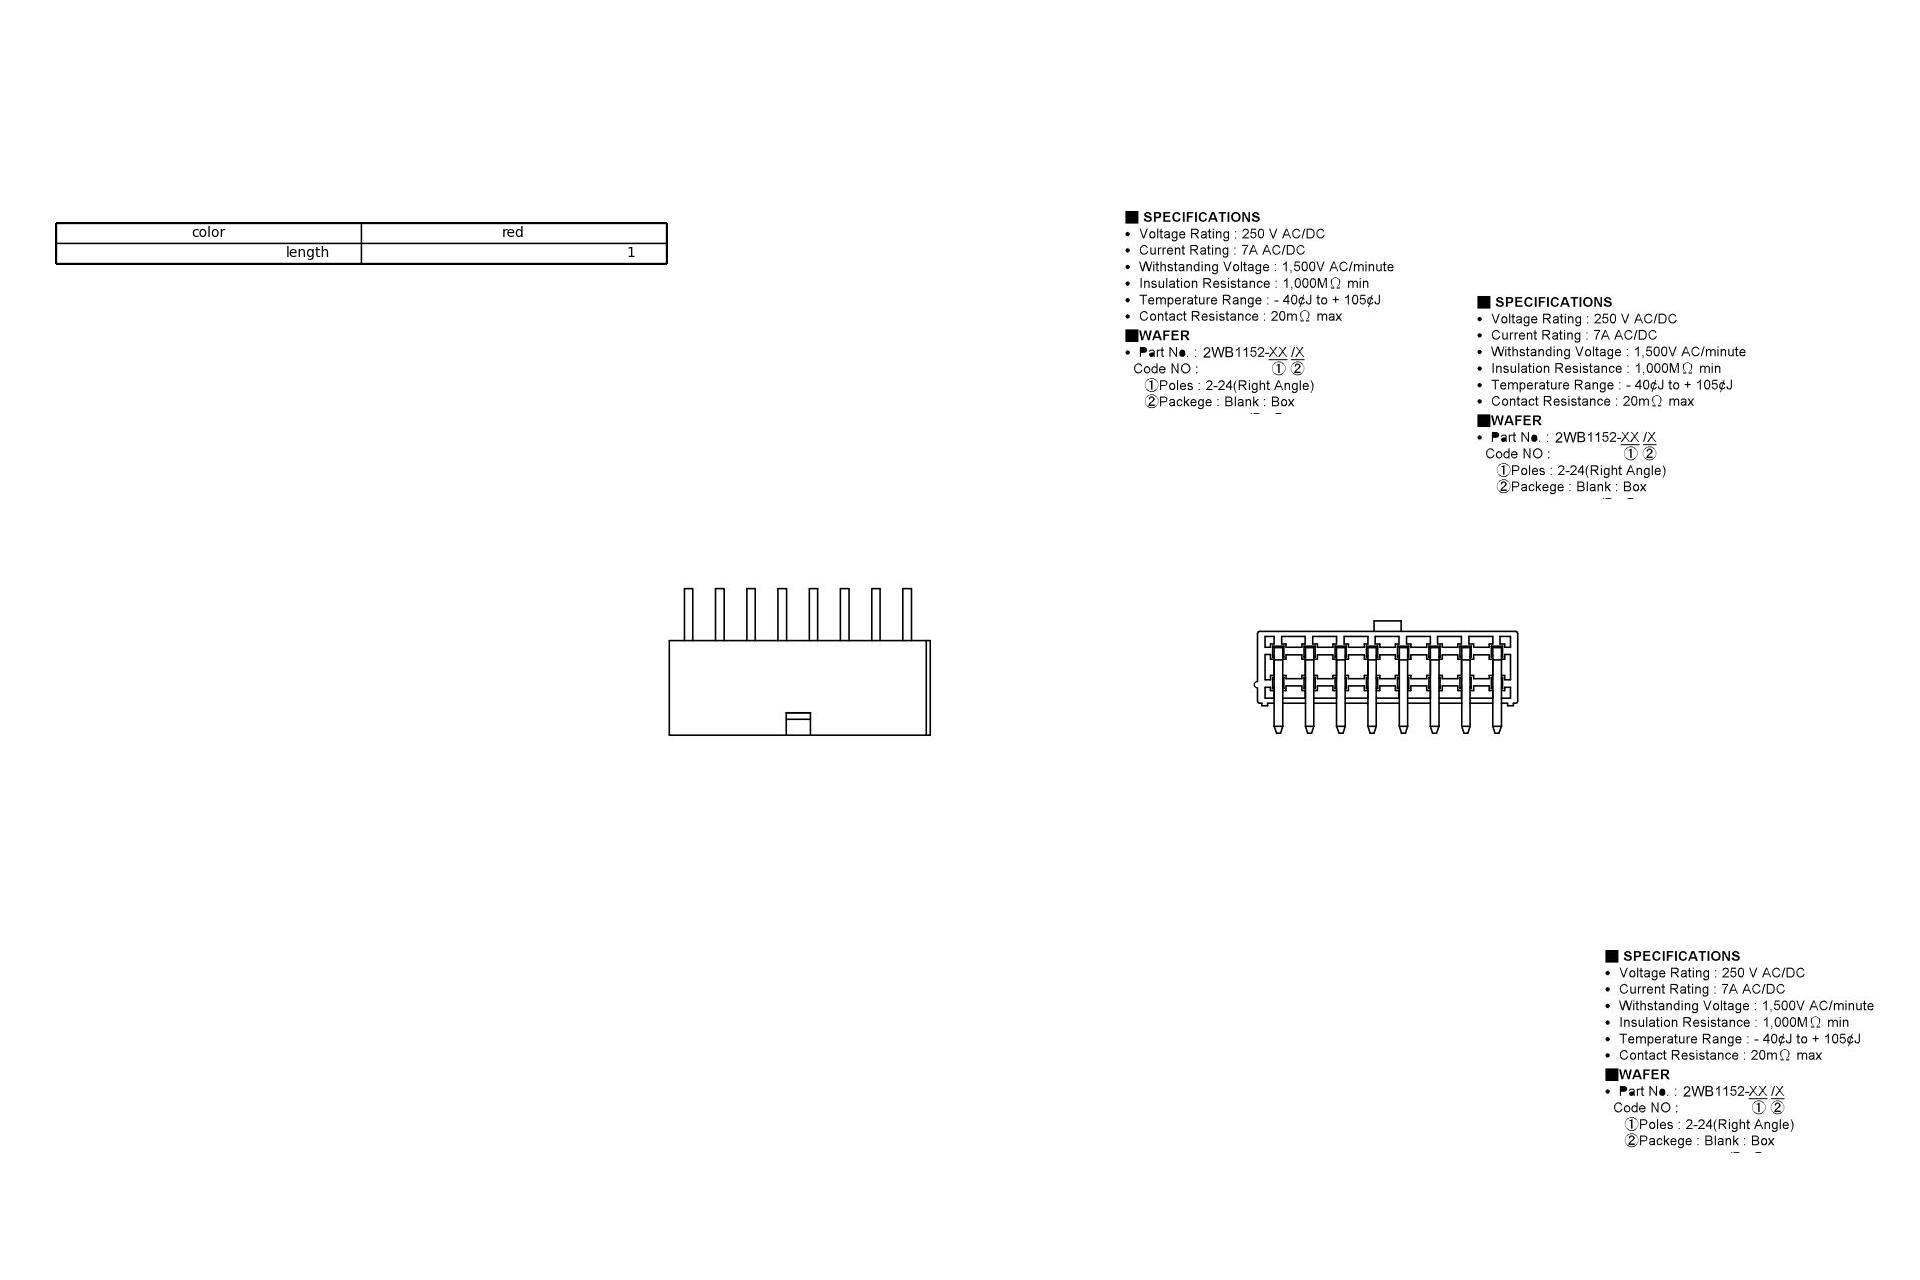 color red
length 1
■ SPECIFICATIONS
• Voltage Rating : 250 V AC/DC
• Current Rating : 7A AC/DC
• Withstanding Voltage : 1,500V AC/minute
• Insulation Resistance : 1,000MΩ min
• Temperature Range : - 40¢J to + 105¢J
• Contact Resistance : 20mΩ max
■WAFER
• Part No. : 2WB1152-XX /X
Code NO : ① ②
①Poles : 2-24(Right Angle)
②Packege : Blank : Box
■ SPECIFICATIONS
• Voltage Rating : 250 V AC/DC
• Current Rating : 7A AC/DC
• Withstanding Voltage : 1,500V AC/minute
• Insulation Resistance : 1,000MΩ min
• Temperature Range : - 40¢J to + 105¢J
• Contact Resistance : 20mΩ max
■WAFER
• Part No. : 2WB1152-XX /X
Code NO : ① ②
①Poles : 2-24(Right Angle)
②Packege : Blank : Box
■ SPECIFICATIONS
• Voltage Rating : 250 V AC/DC
• Current Rating : 7A AC/DC
• Withstanding Voltage : 1,500V AC/minute
• Insulation Resistance : 1,000MΩ min
• Temperature Range : - 40¢J to + 105¢J
• Contact Resistance : 20mΩ max
■WAFER
• Part No. : 2WB1152-XX /X
Code NO : ① ②
①Poles : 2-24(Right Angle)
②Packege : Blank : Box